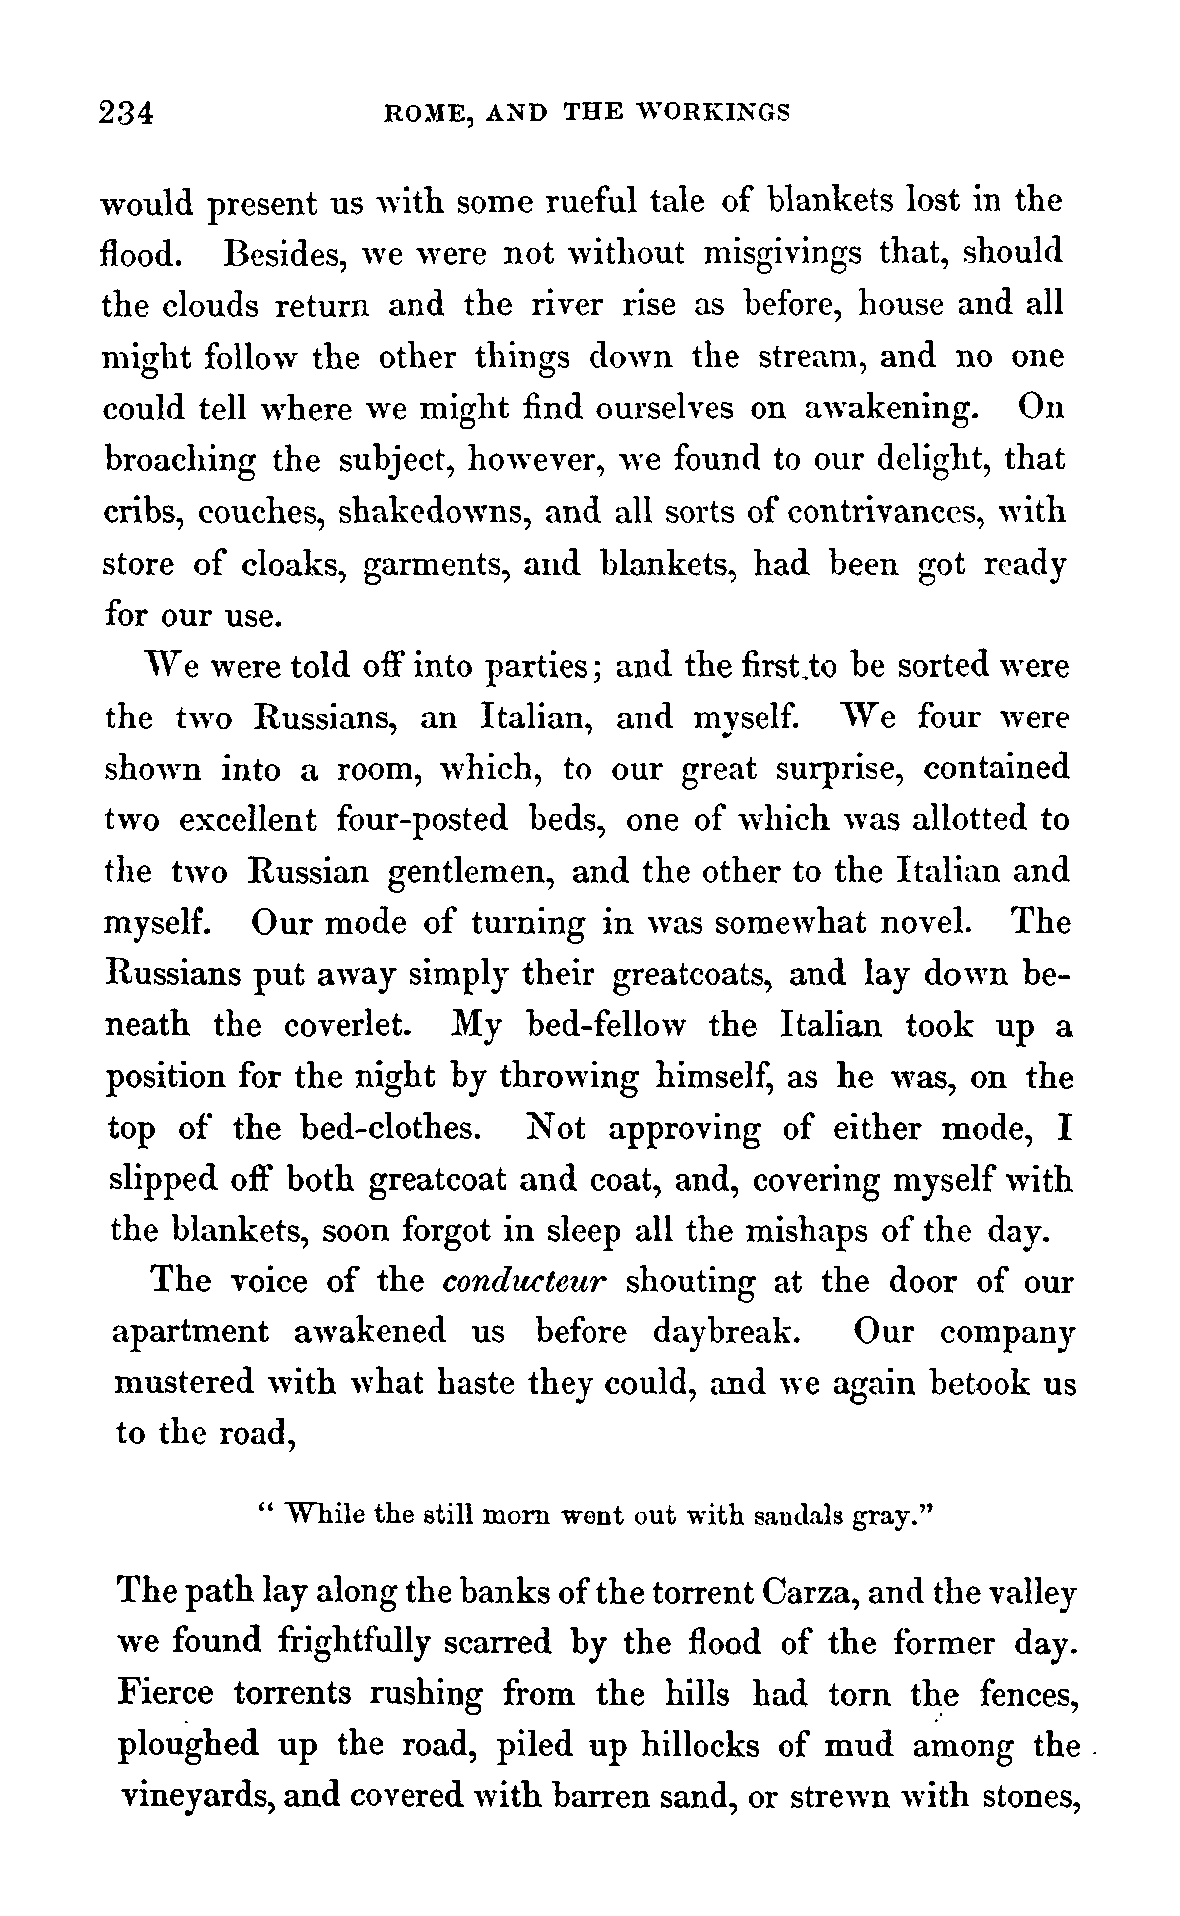 234 ROME, AND THE WORKINGS
would present us with some rueful tale of blankets lost in the
flood. Besides, we were not without misgivings that, should
the clouds return and the river rise as before, house and all
might follow the other things down the stream, and no one
could tell where we might find ourselves on awakening. On
broaching the subject, however, we found to our delight, that
cribs, couches, shakedowns, and all sorts of contrivances, with
store of cloaks, garments, and blankets, had been got ready
for our use.
We were told off into parties; and the first to be sorted were
the two Russians, an Italian, and myself. We four were
shown into a room, which, to our great surprise, contained
two excellent four-posted beds, one of which was allotted to
the two Russian gentlemen, and the other to the Italian and
myself. Our mode of turning in was somewhat novel. The
Russians put away simply their greatcoats, and lay down be-
neath the coverlet. My bed-fellow the Italian took up a
position for the night by throwing himself, as he was, on the
top of the bed-clothes. Not approving of either mode, I
slipped off both greatcoat and coat, and, covering myself with
the blankets, soon forgot in sleep all the mishaps of the day.
The voice of the conducteur shouting at the door of our
apartment awakened us before daybreak. Our company
mustered with what haste they could, and we again betook us
to the road,
“ While the still morn went out with sandals gray.”
The path lay along the banks of the torrent Carza, and the valley
we found frightfully scarred by the flood of the former day.
Fierce torrents rushing from the hills had torn the fences,
ploughed up the road, piled up hillocks of mud among the
vineyards, and covered with barren sand, or strewn with stones,